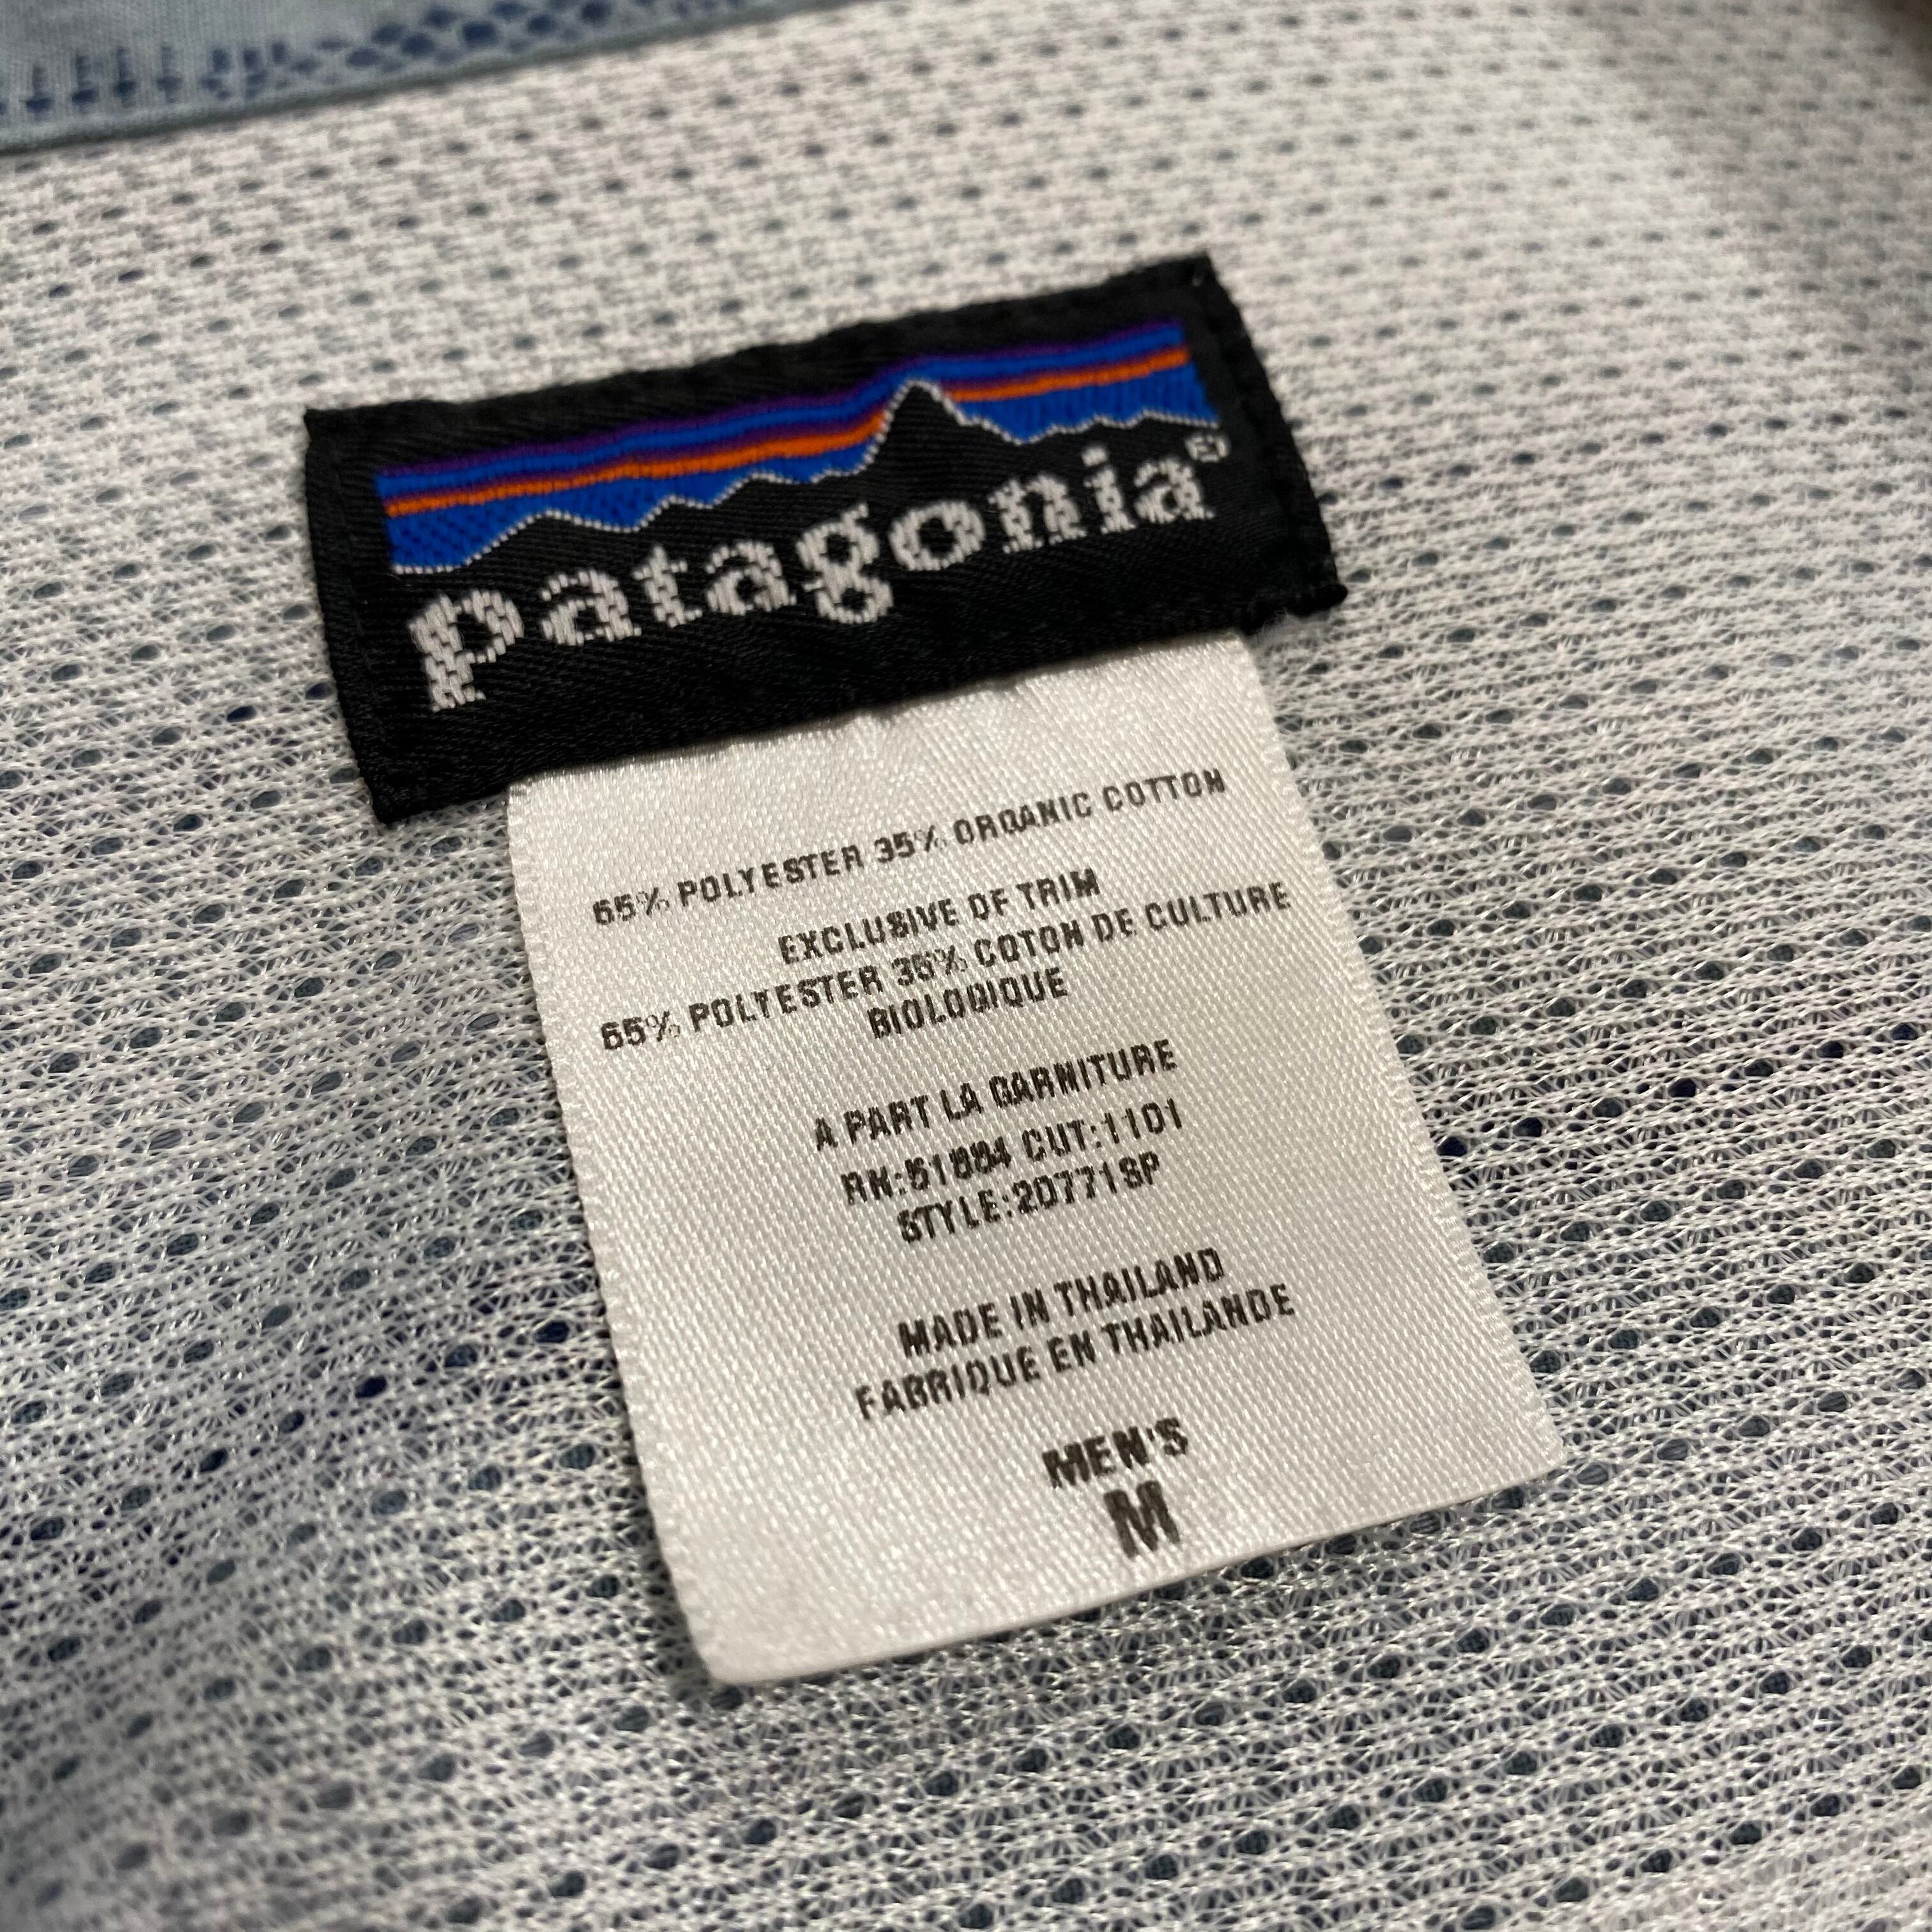 patagonia®
65% POLYESTER 35% ORGANIC COTTON
EXCLUSIVE OF TRIM
65% POLYESTER 35% COTON DE CULTURE
BIOLOGIQUE
A PART LA GARNITURE
RN:51884 CUT:1101
STYLE:20771SP
MADE IN THAILAND
FABRIQUE EN THAILANDE
MEN'S
M